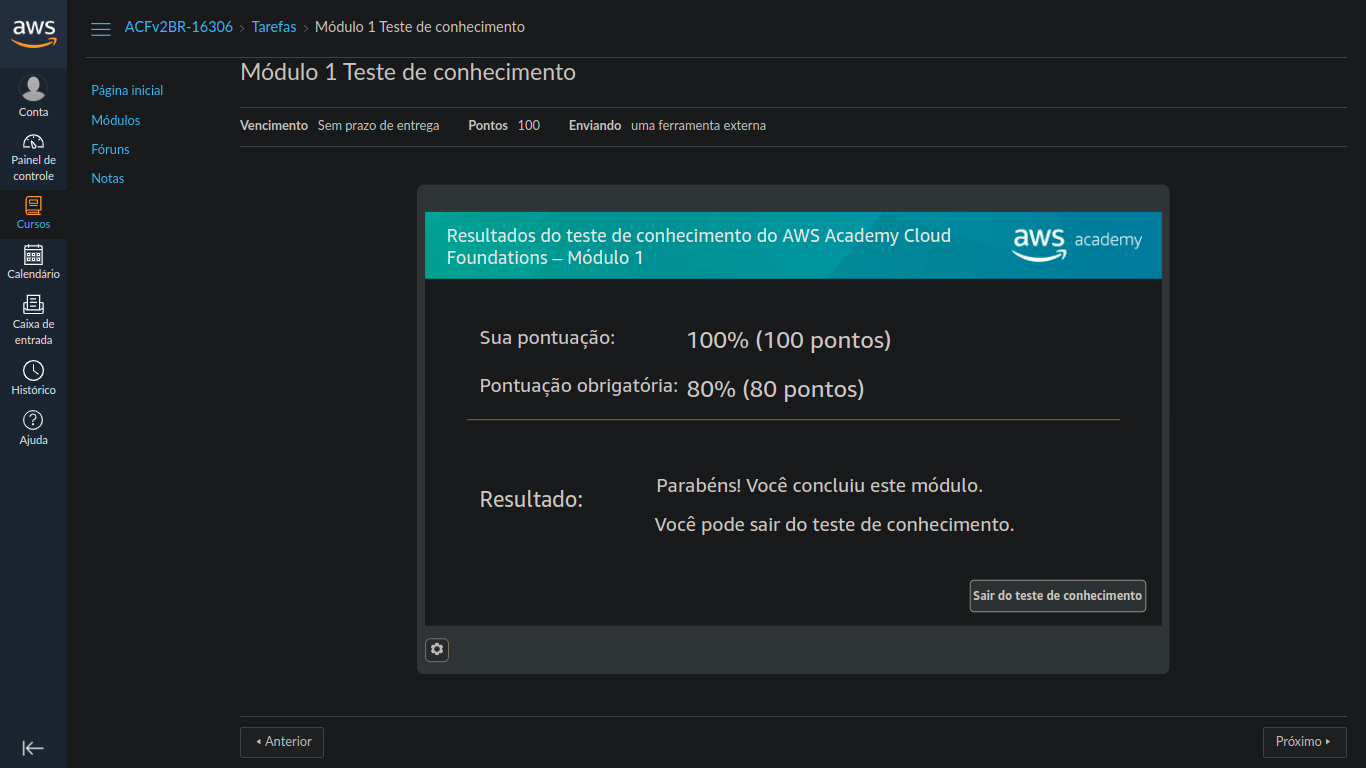 aws
ACFv2BR-16306 › Tarefas › Módulo 1 Teste de conhecimento
Conta
Painel de
controle
Cursos
Calendário
Caixa de
entrada
Histórico
Ajuda
Página inicial
Módulos
Fóruns
Notas
Módulo 1 Teste de conhecimento
Vencimento Sem prazo de entrega Pontos 100 Enviando uma ferramenta externa
Resultados do teste de conhecimento do AWS Academy Cloud
Foundations – Módulo 1
aws academy
Sua pontuação: 100% (100 pontos)
Pontuação obrigatória: 80% (80 pontos)
Resultado:
Parabéns! Você concluiu este módulo.
Você pode sair do teste de conhecimento.
Sair do teste de conhecimento
Anterior
Próximo